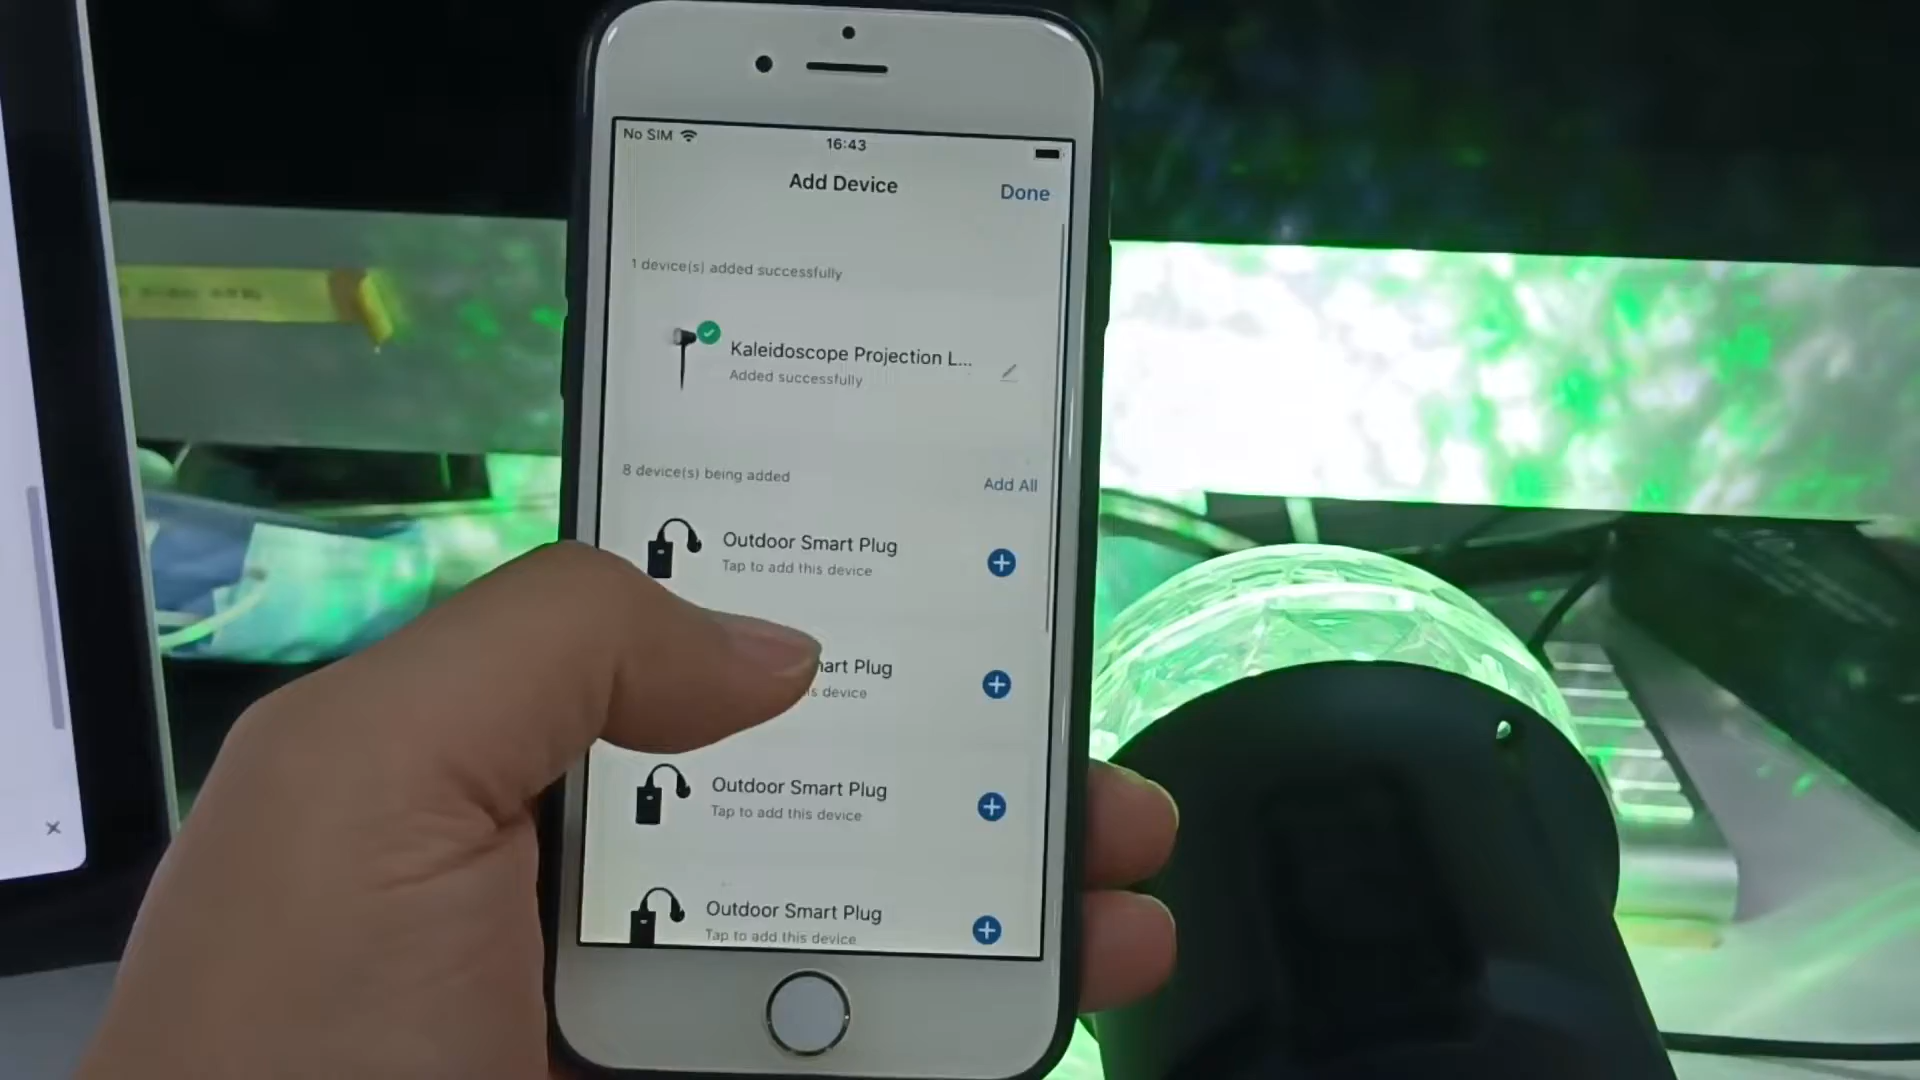 No SIM
16:43
Add Device
Done
1 device(s) added successfully
Kaleidoscope Projection L...
Added successfully
8 device(s) being added
Add All
Outdoor Smart Plug
Tap to add this device
Plug
device
Outdoor Smart Plug
Tap to add this device
Outdoor Smart Plug
Tap to add this device